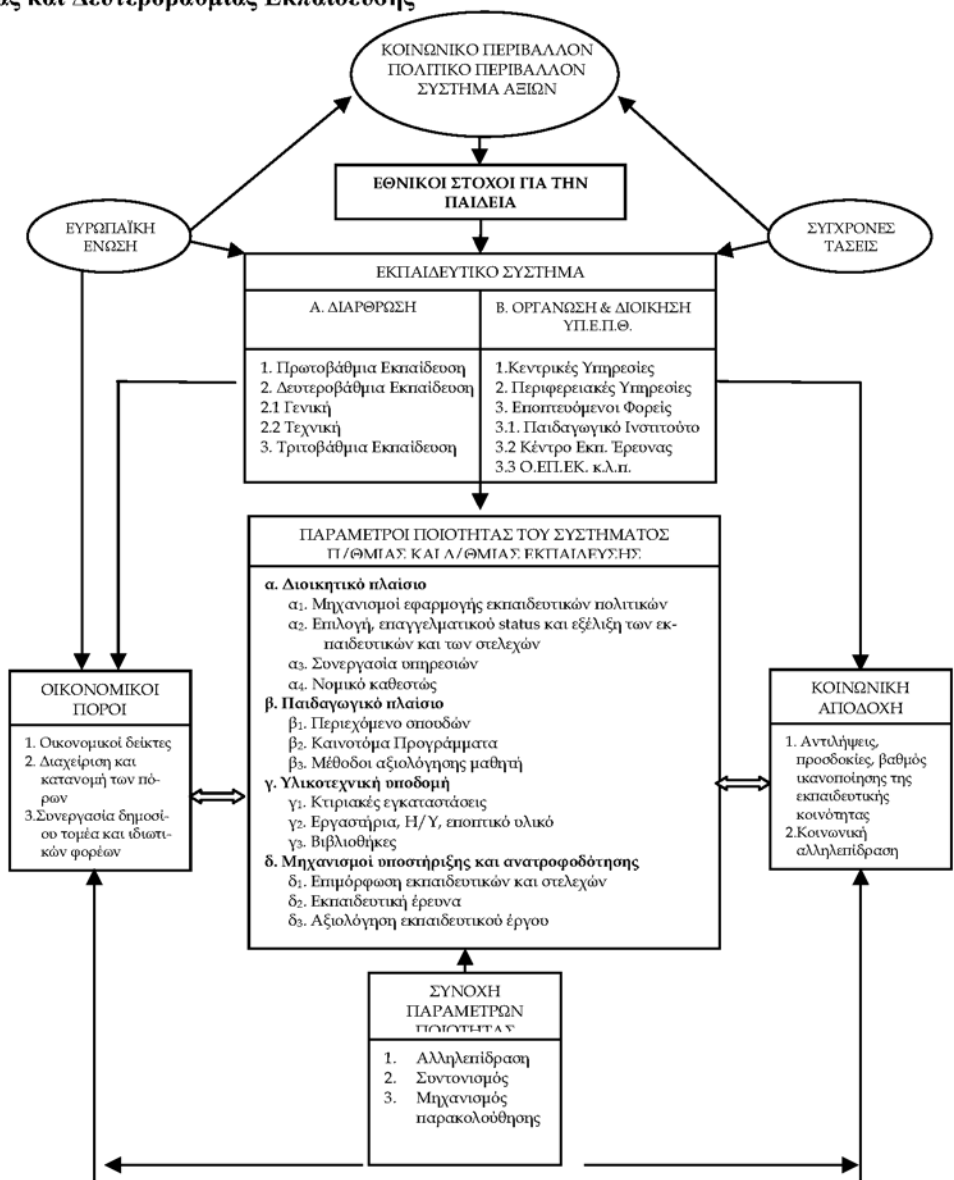 ας και Δευτεροβάθμιας Εκπαίδευσης
ΚΟΙΝΩΝΙΚΟ ΠΕΡΙΒΑΛΛΟΝ
ΠΟΛΙΤΙΚΟ ΠΕΡΙΒΑΛΛΟΝ
ΣΥΣΤΗΜΑ ΑΞΙΩΝ
ΕΘΝΙΚΟΙ ΣΤΟΧΟΙ ΓΙΑ ΤΗΝ
ΠΑΙΔΕΙΑ
ΕΥΡΩΠΑΪΚΗ
ΕΝΩΣΗ
ΣΥΓΧΡΟΝΕΣ
ΤΑΣΕΙΣ
ΕΚΠΑΙΔΕΥΤΙΚΟ ΣΥΣΤΗΜΑ
Α. ΔΙΑΡΘΡΩΣΗ
1. Πρωτοβάθμια Εκπαίδευση
2. Δευτεροβάθμια Εκπαίδευση
2.1 Γενική
2.2 Τεχνική
3. Τριτοβάθμια Εκπαίδευση
Β. ΟΡΓΑΝΩΣΗ & ΔΙΟΙΚΗΣΗ
ΥΠ.Ε.Π.Θ.
1.Κεντρικές Υπηρεσίες
2. Περιφερειακές Υπηρεσίες
3. Εποπτευόμενοι Φορείς
3.1. Παιδαγωγικό Ινστιτούτο
3.2 Κέντρο Εκπ. Έρευνας
3.3 Ο.ΕΠ.ΕΚ. κ.λ.π.
ΠΑΡΑΜΕΤΡΟΙ ΠΟΙΟΤΗΤΑΣ ΤΟΥ ΣΥΣΤΗΜΑΤΟΣ
Π/ΘΜΙΑΣ ΚΑΙ Δ/ΘΜΙΑΣ ΕΚΠΑΙΔΕΥΣΗΣ
α. Διοικητικό πλαίσιο
α1. Μηχανισμοί εφαρμογής εκπαιδευτικών πολιτικών
α2. Επιλογή, επαγγελματικού status και εξέλιξη των εκ-
παιδευτικών και των στελεχών
α3. Συνεργασία υπηρεσιών
α4. Νομικό καθεστώς
β. Παιδαγωγικό πλαίσιο
β1. Περιεχόμενο σπουδών
β2. Καινοτόμα Προγράμματα
β3. Μέθοδοι αξιολόγησης μαθητή
γ. Υλικοτεχνική υποδομή
γ1. Κτιριακές εγκαταστάσεις
γ2. Εργαστήρια, Η/Υ, εποπτικό υλικό
γ3. Βιβλιοθήκες
δ. Μηχανισμοί υποστήριξης και ανατροφοδότησης
δ1. Επιμόρφωση εκπαιδευτικών και στελεχών
δ2. Εκπαιδευτική έρευνα
δ3. Αξιολόγηση εκπαιδευτικού έργου
ΟΙΚΟΝΟΜΙΚΟΙ
ΠΟΡΟΙ
1. Οικονομικοί δείκτες
2. Διαχείριση και
κατανομή των πό-
ρων
3.Συνεργασία δημοσί-
ου τομέα και ιδιωτι-
κών φορέων
ΚΟΙΝΩΝΙΚΗ
ΑΠΟΔΟΧΗ
1. Αντιλήψεις,
προσδοκίες, βαθμός
ικανοποίησης της
εκπαιδευτικής
κοινότητας
2.Κοινωνική
αλληλεπίδραση
ΣΥΝΟΧΗ
ΠΑΡΑΜΕΤΡΩΝ
ΠΟΙΟΤΗΤΑΣ
1. Αλληλεπίδραση
2. Συντονισμός
3. Μηχανισμός
παρακολούθησης